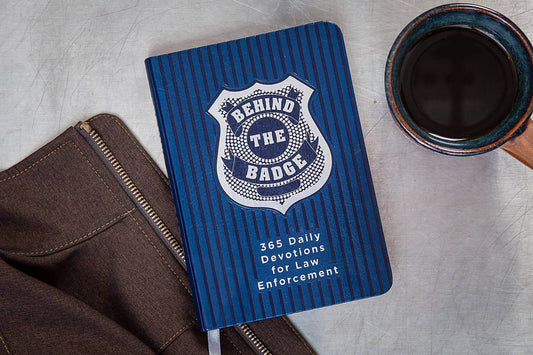 BEHIND
THE
BADGE
365 Daily
Devotions
for Law
Enforcement